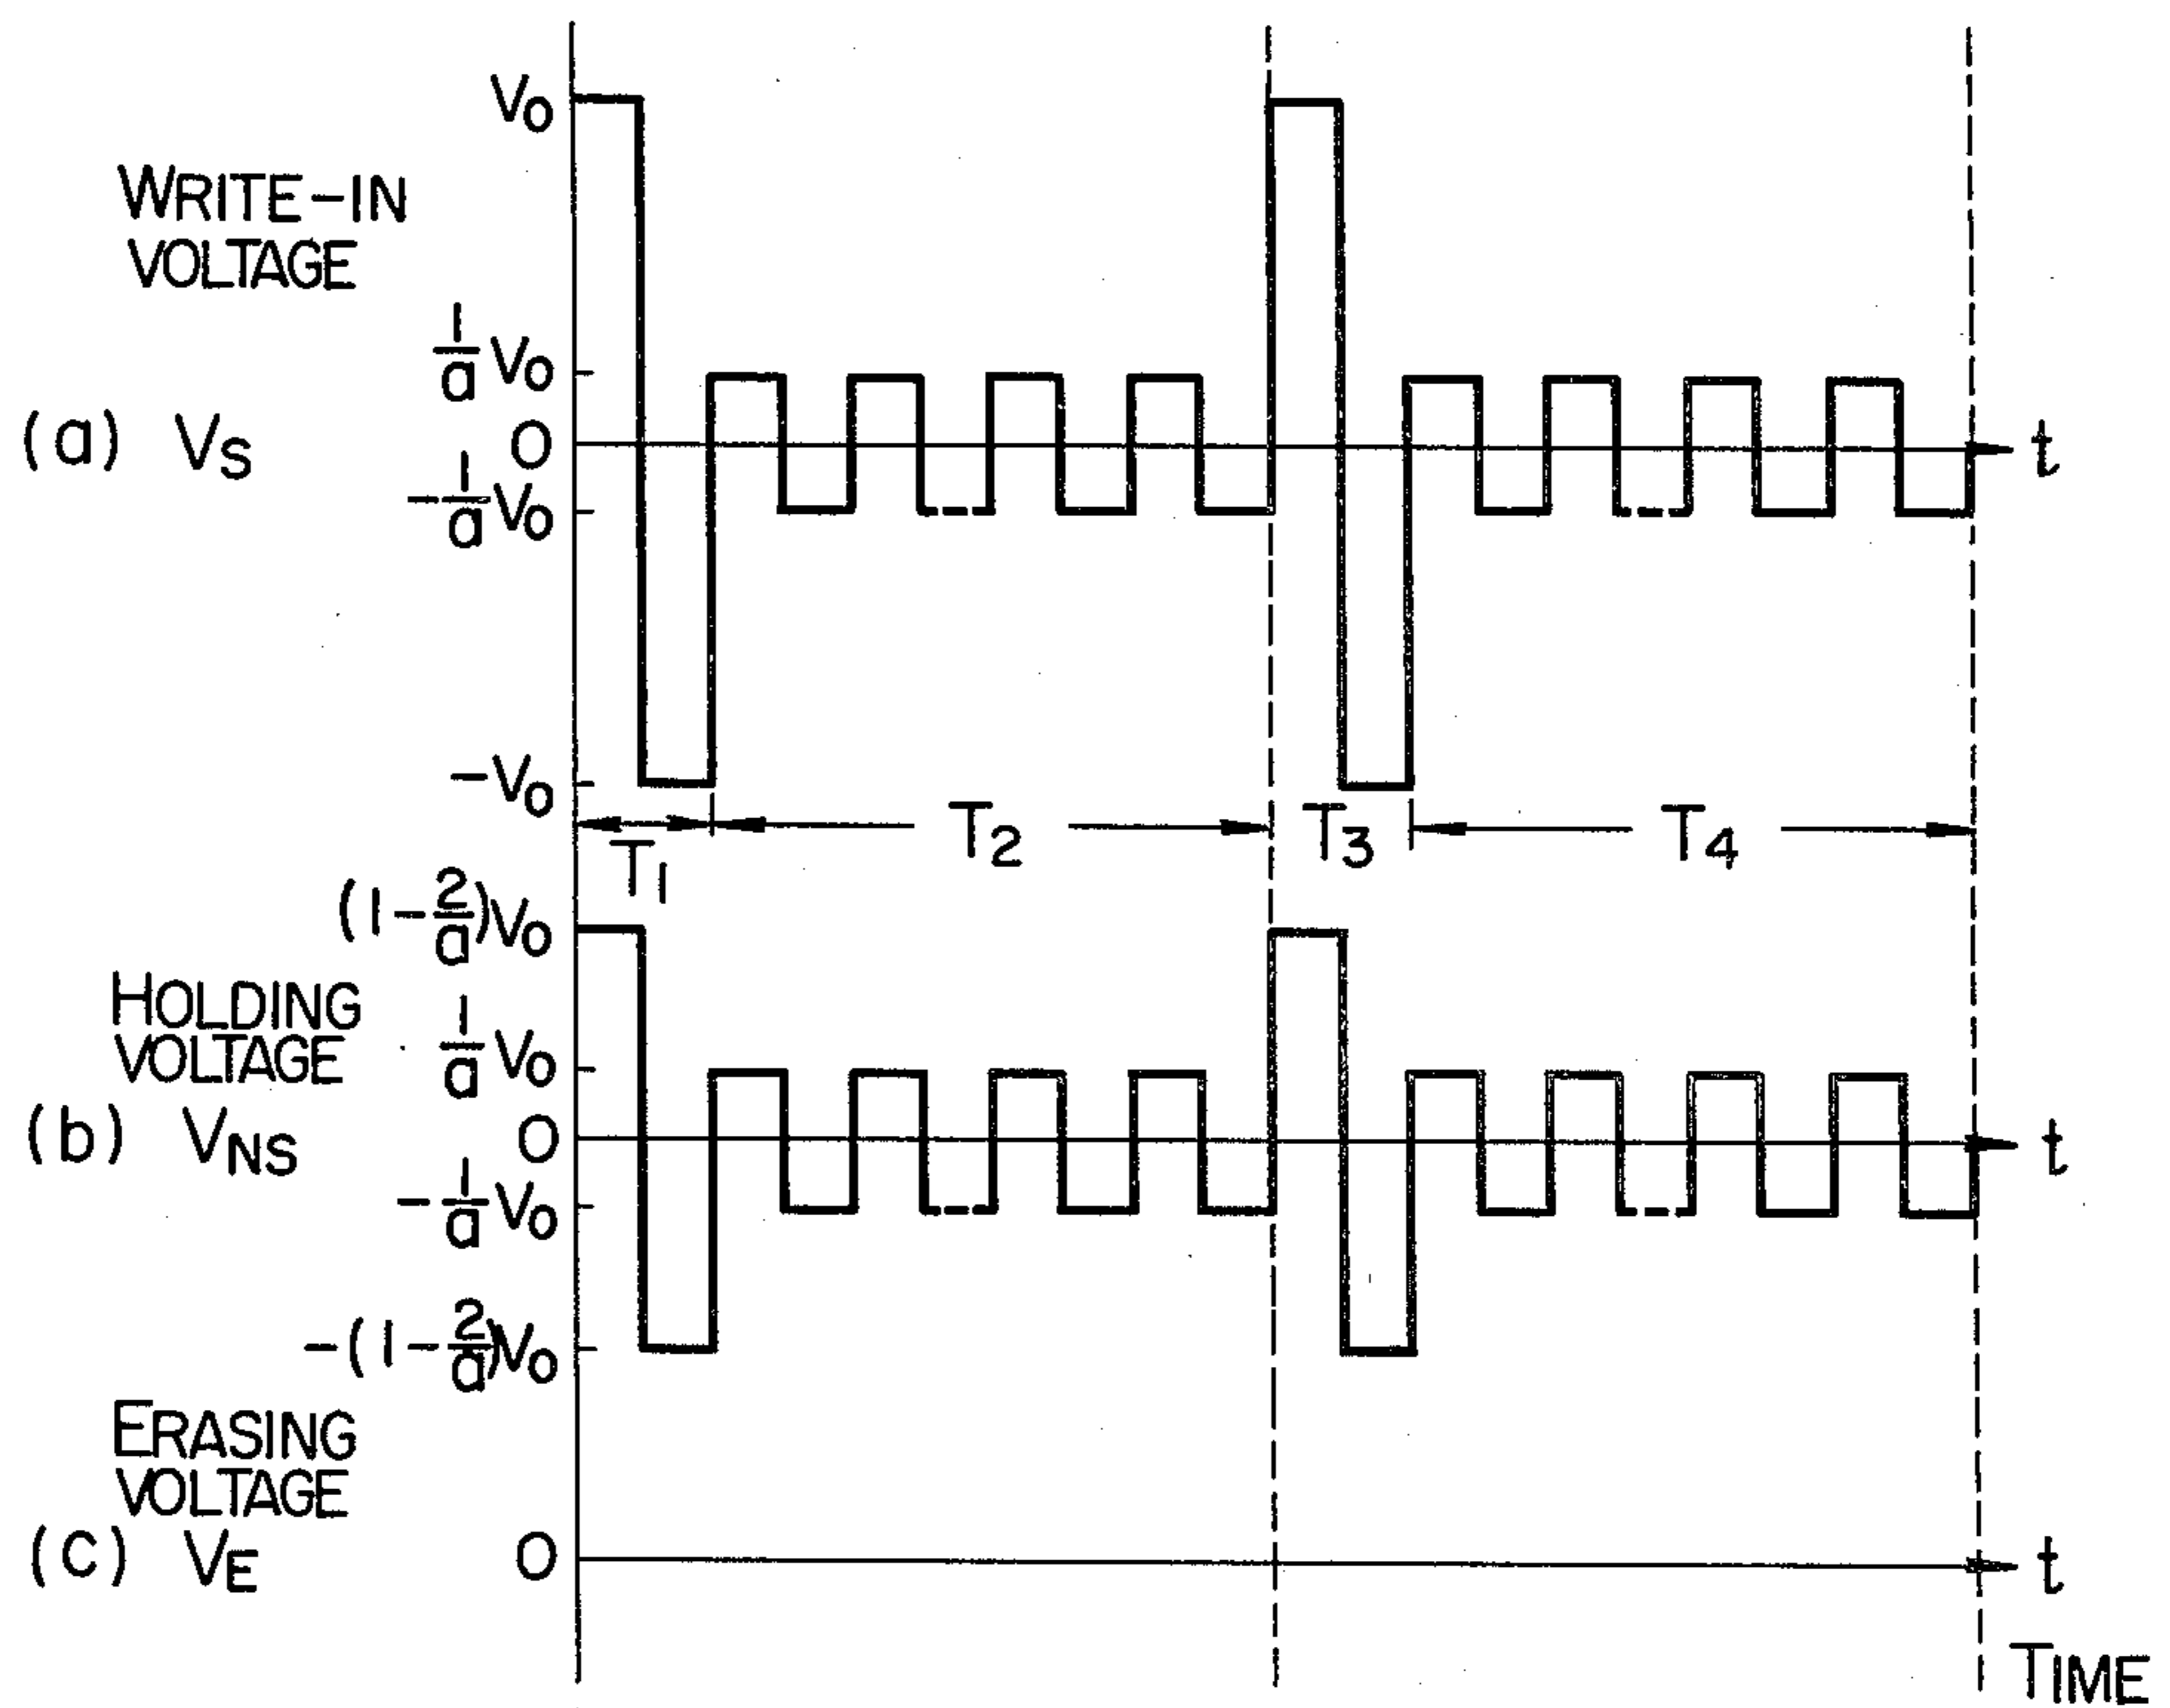 V0
WRITE-IN
VOLTAGE
1/a V0
(a) VS
0
t
-1/a V0
-V0
T1
T2
T3
T4
(1-2/a)V0
HOLDING
VOLTAGE
1/a V0
(b) VNS
0
t
-1/a V0
-(1-2/a)V0
ERASING
VOLTAGE
(c) VE
0
t
TIME